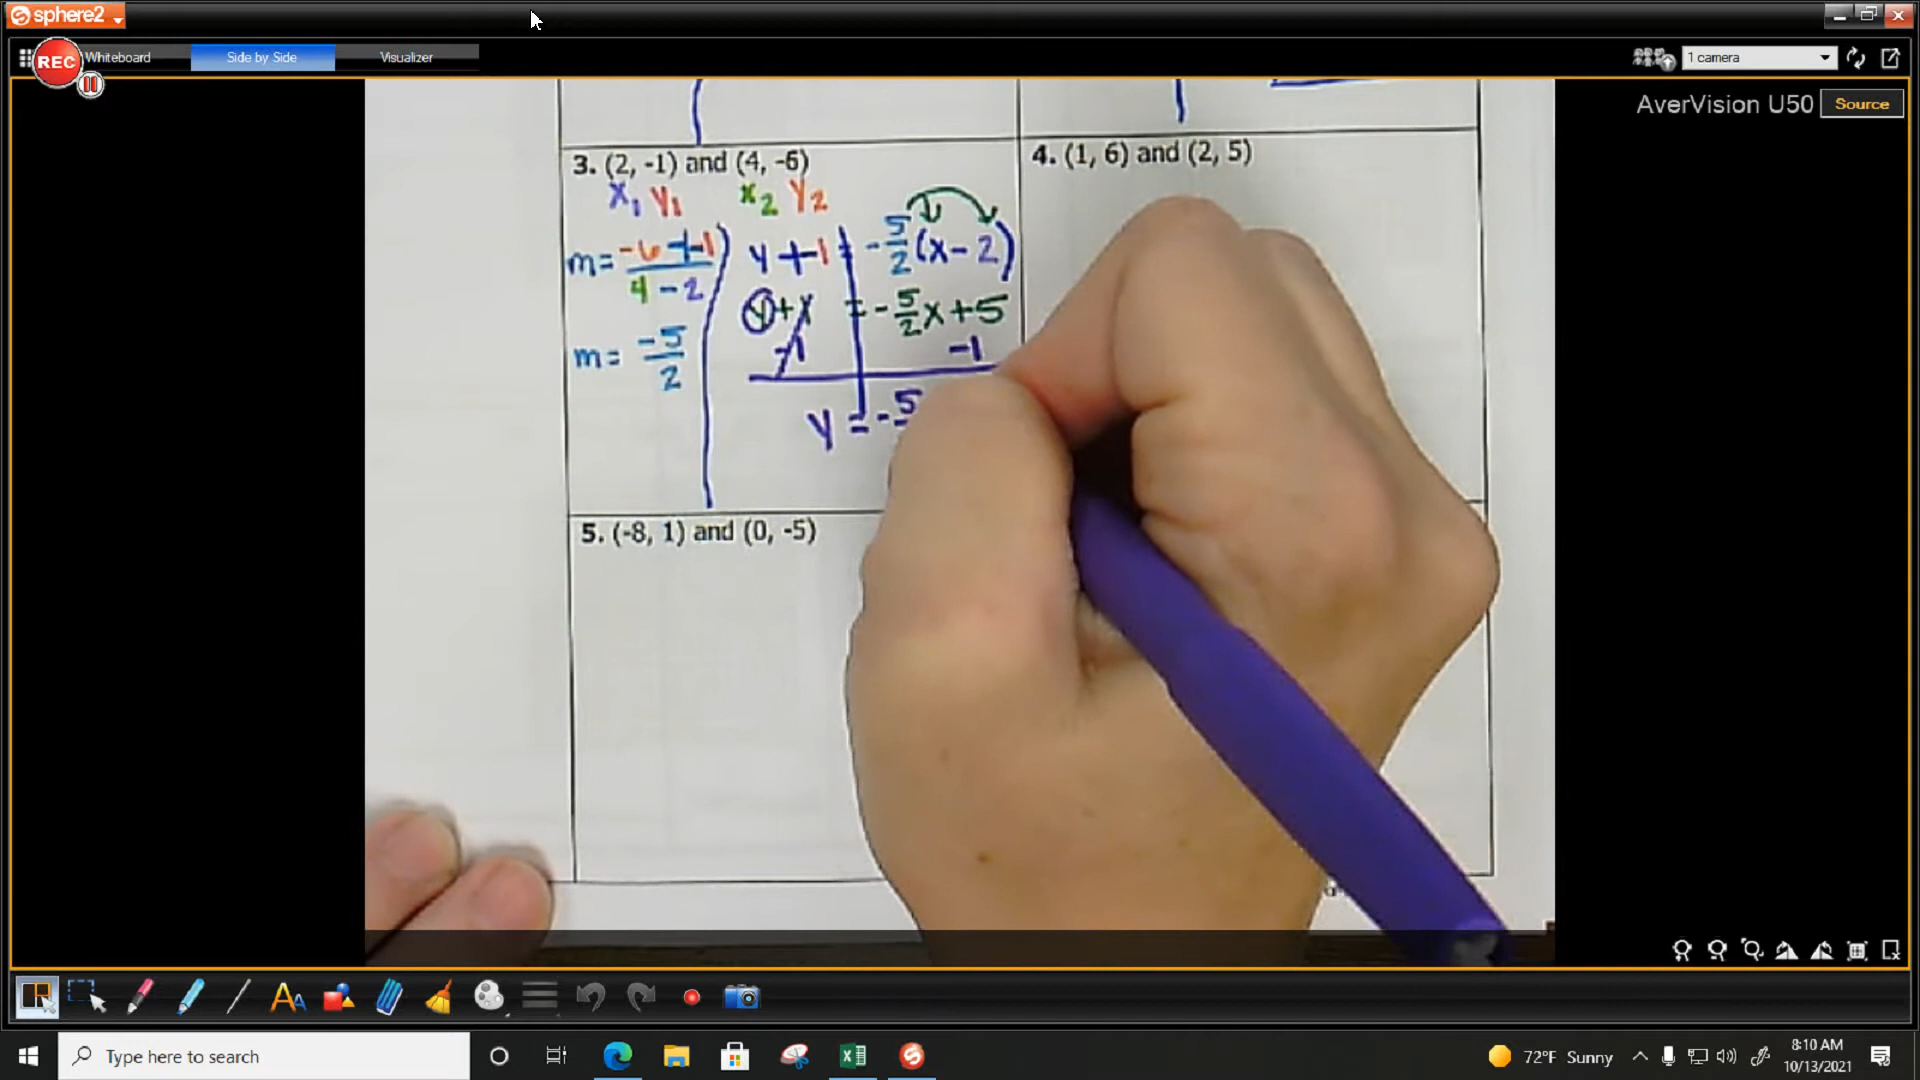 sphere2
REC
Whiteboard
Side by Side
Visualizer
1 camera
AverVision U50
Source
3. (2, -1) and (4, -6)
x1 y1 x2 y2
m = -6 + -1 / 4 - 2
y + 1 = -5/2 (x - 2)
y + 1 = -5/2 x + 5
-1 -1
m = -5/2
y = -5
4. (1, 6) and (2, 5)
5. (-8, 1) and (0, -5)
Type here to search
72°F Sunny
8:10 AM
10/13/2021